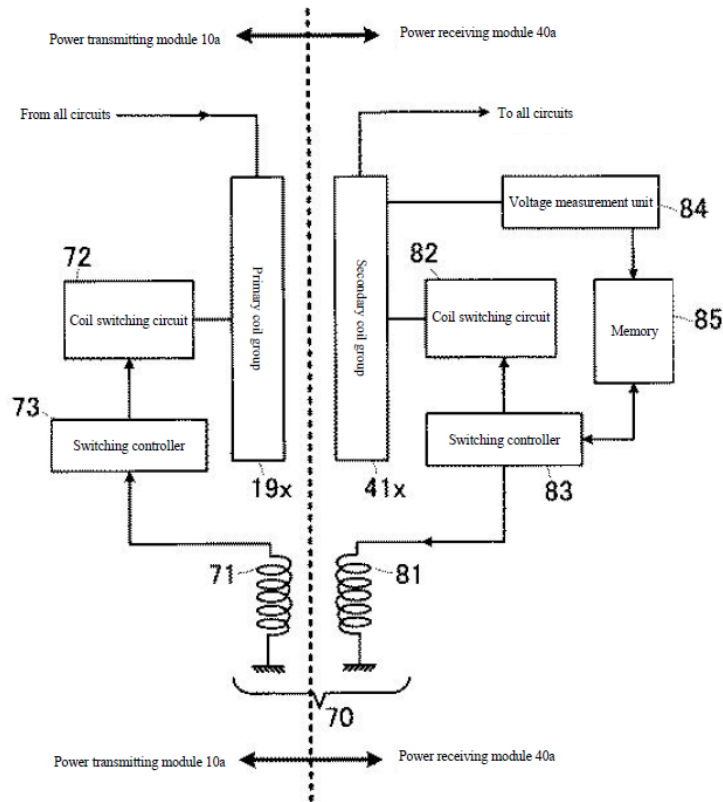 Power transmitting module 10a
Power receiving module 40a
From all circuits
To all circuits
Primary coil group
Secondary coil group
Voltage measurement unit
84
72
Coil switching circuit
82
Coil switching circuit
Memory
85
73
Switching controller
Switching controller
83
19x
41x
71
81
70
Power transmitting module 10a
Power receiving module 40a